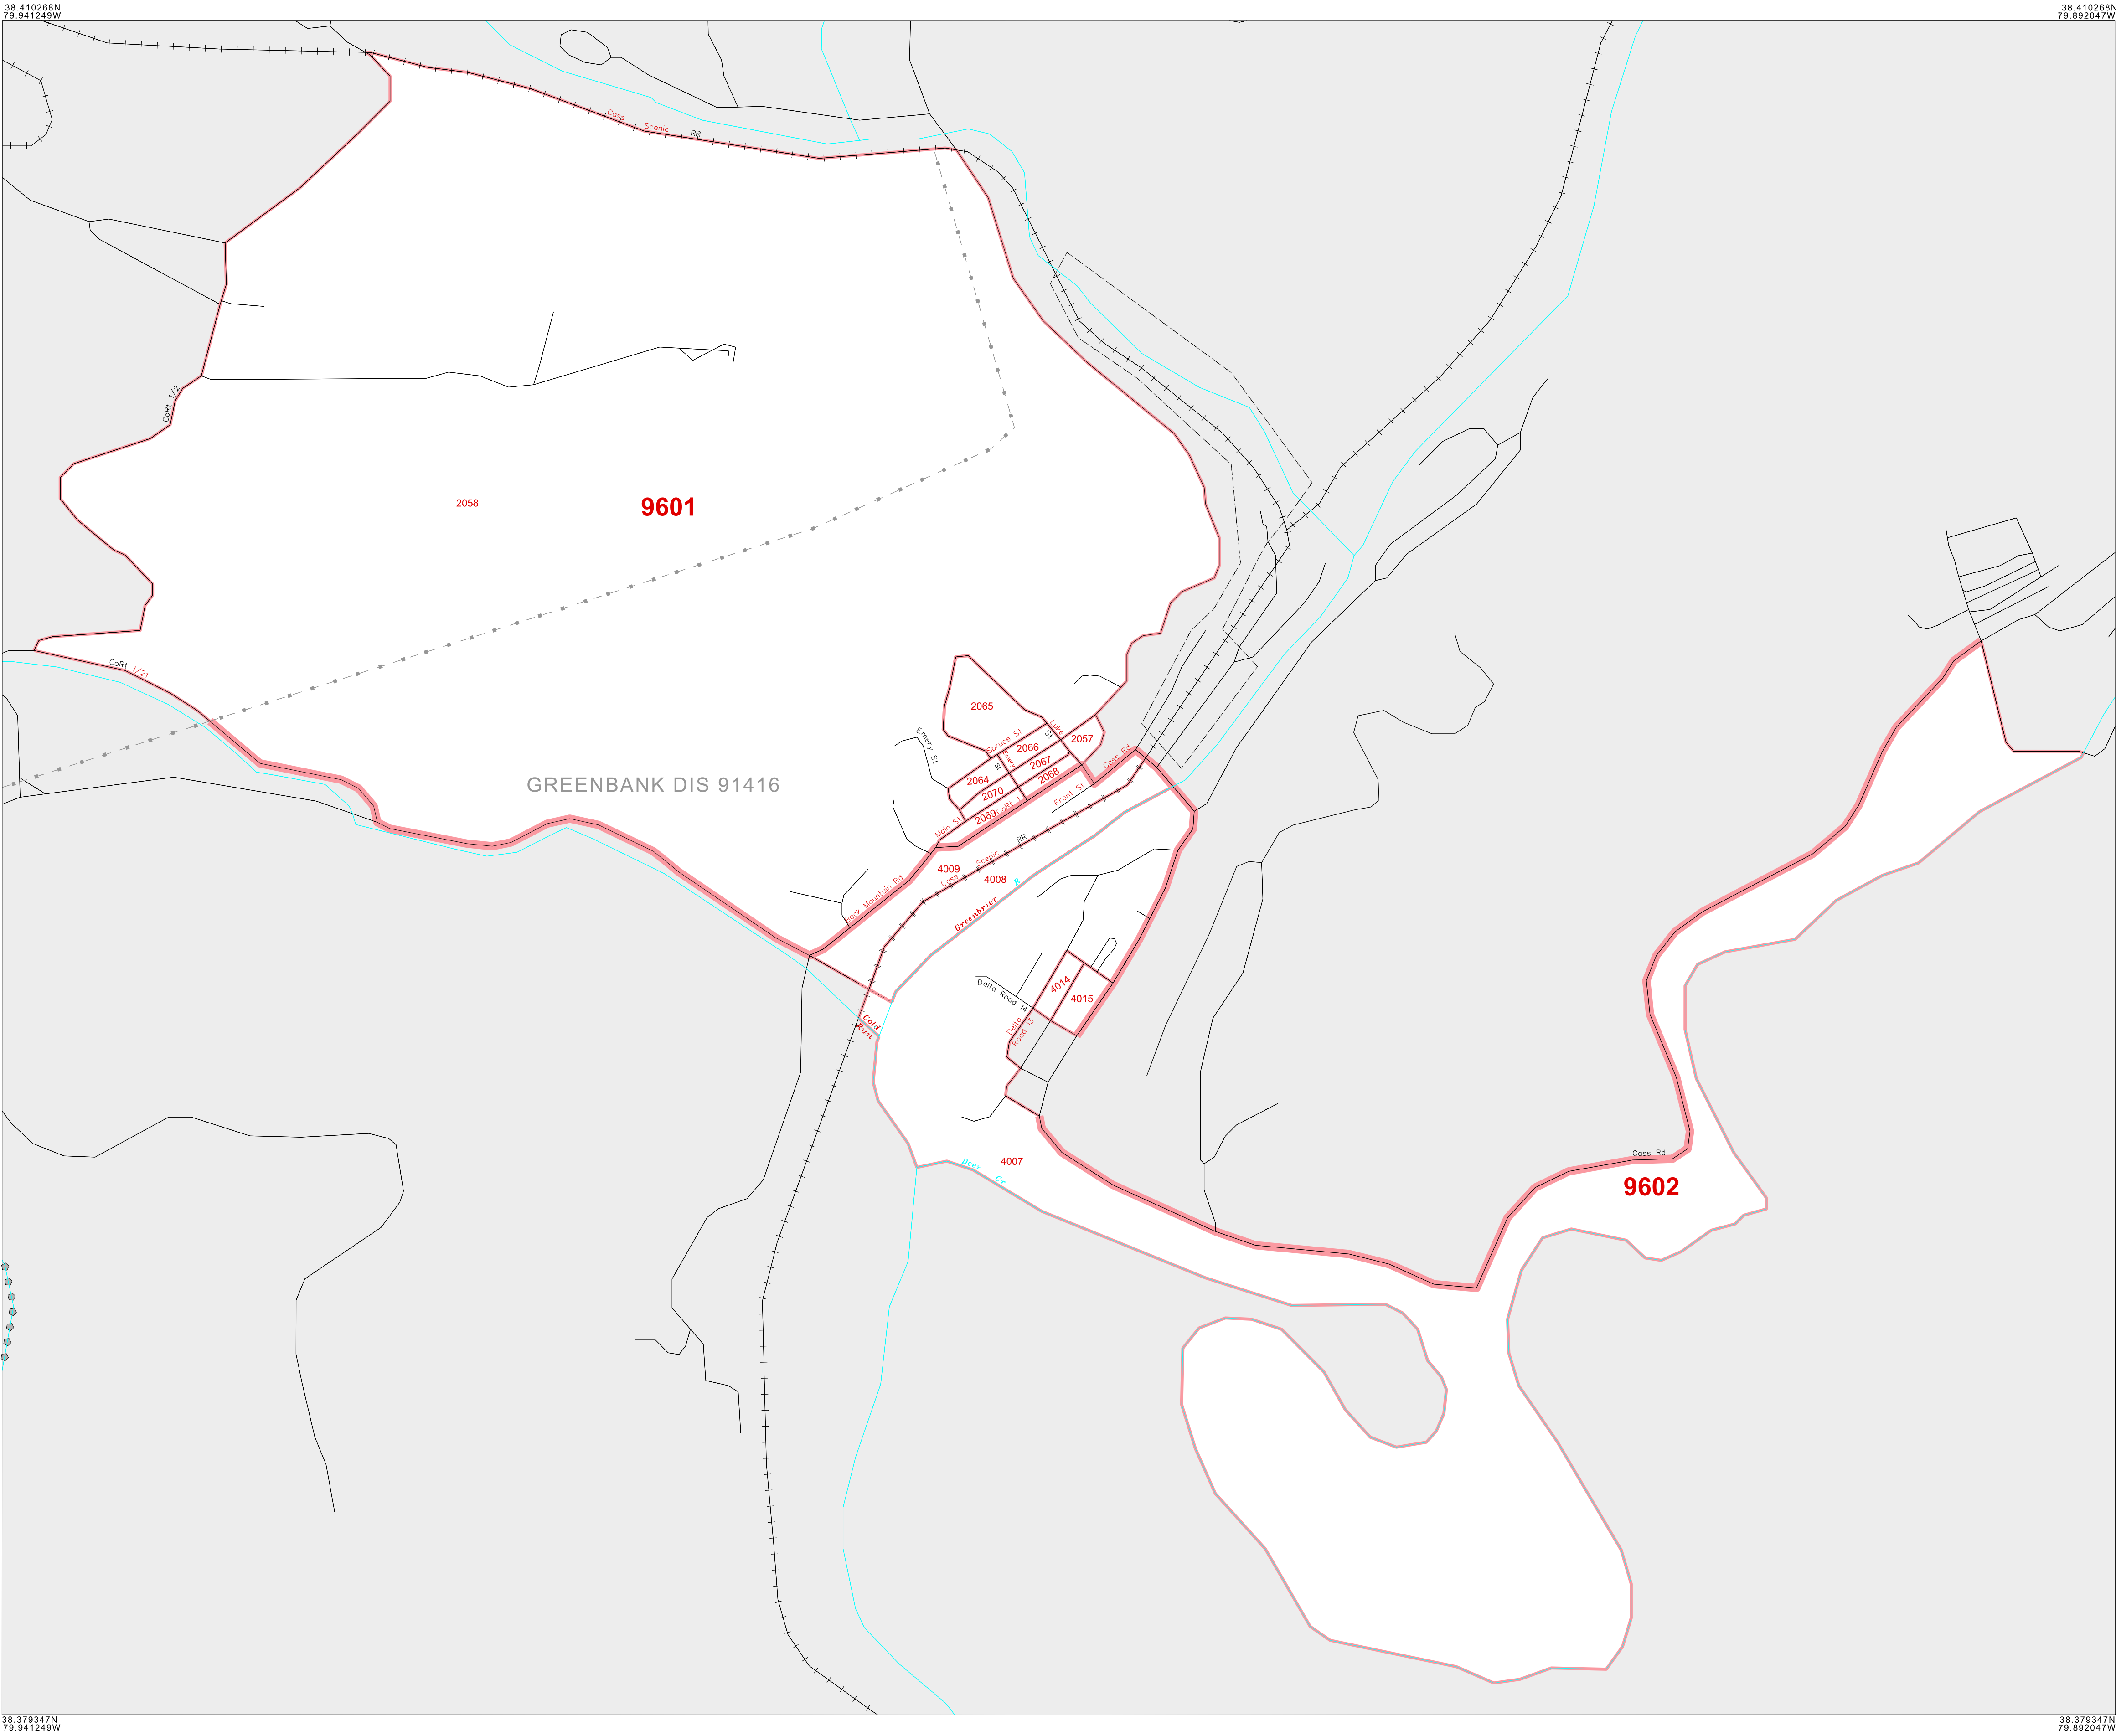 38.410268N
79.941249W
38.410268N
79.892047W
Cass Scenic RR
CoRt 1/2
2058
9601
CoRt 1/21
2065
Luke St
Spruce St
2057
Emery St
2066
Cass Rd
Emery St
2067
2064
2068
GREENBANK DIS 91416
2070
Front St
CoRt 1
2069
Main St
4009
Cass Scenic RR
4008
Back Mountain Rd
Greenbrier R
Delta Road 14
4014
4015
Delta Road 13
Cold Run
Cass Rd
4007
Deer Cr
9602
38.379347N
79.941249W
38.379347N
79.892047W